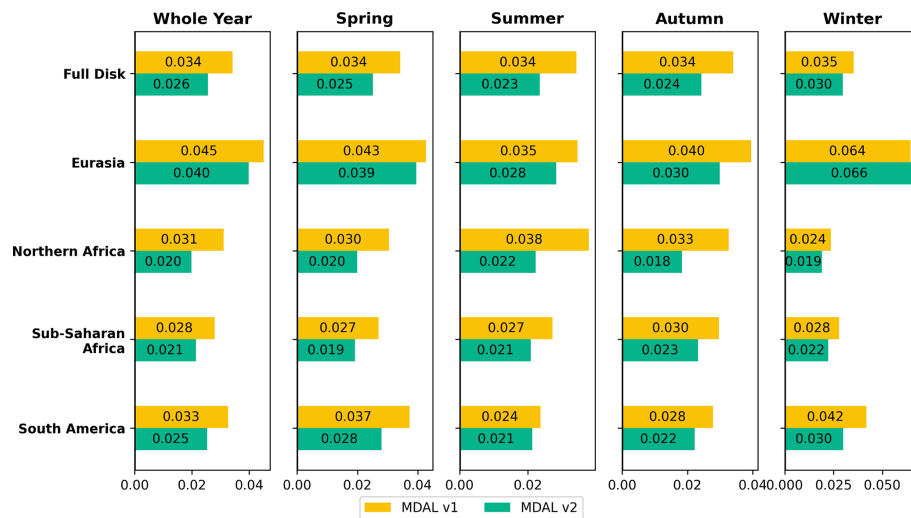 Whole Year Spring Summer Autumn Winter
Full Disk 0.034 0.034 0.034 0.034 0.035
0.026 0.025 0.023 0.024 0.030
Eurasia 0.045 0.043 0.035 0.040 0.064
0.040 0.039 0.028 0.030 0.066
Northern Africa 0.031 0.030 0.038 0.033 0.024
0.020 0.020 0.022 0.018 0.019
Sub-Saharan
Africa
0.028 0.027 0.027 0.030 0.028
0.021 0.019 0.021 0.023 0.022
South America 0.033 0.037 0.024 0.028 0.042
0.025 0.028 0.021 0.022 0.030
0.00 0.02 0.04 0.00 0.02 0.04 0.00 0.02 0.00 0.02 0.04 0.00 0.02 0.050
MDAL v1 MDAL v2